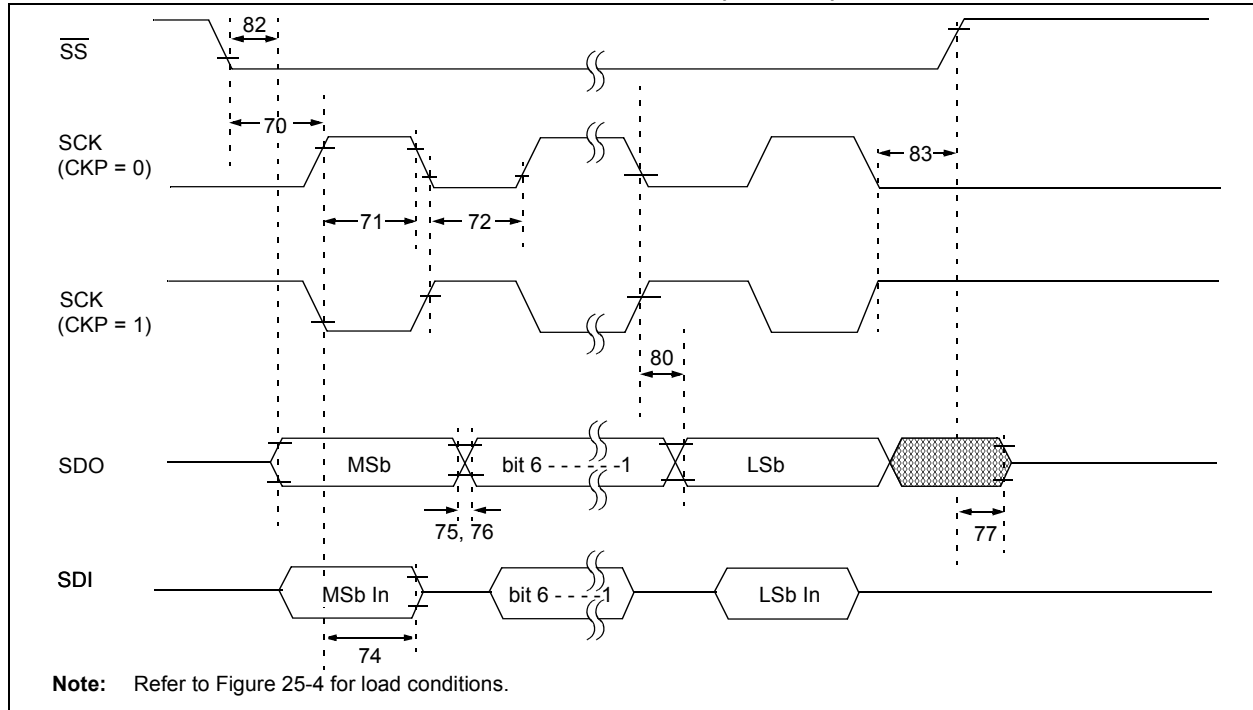 82
SS
70
SCK
(CKP = 0)
83
71
72
SCK
(CKP = 1)
80
SDO
MSb
bit 6 - - - - - -1
LSb
75, 76
77
SDI
MSb In
bit 6 - - - -1
LSb In
74
Note: Refer to Figure 25-4 for load conditions.